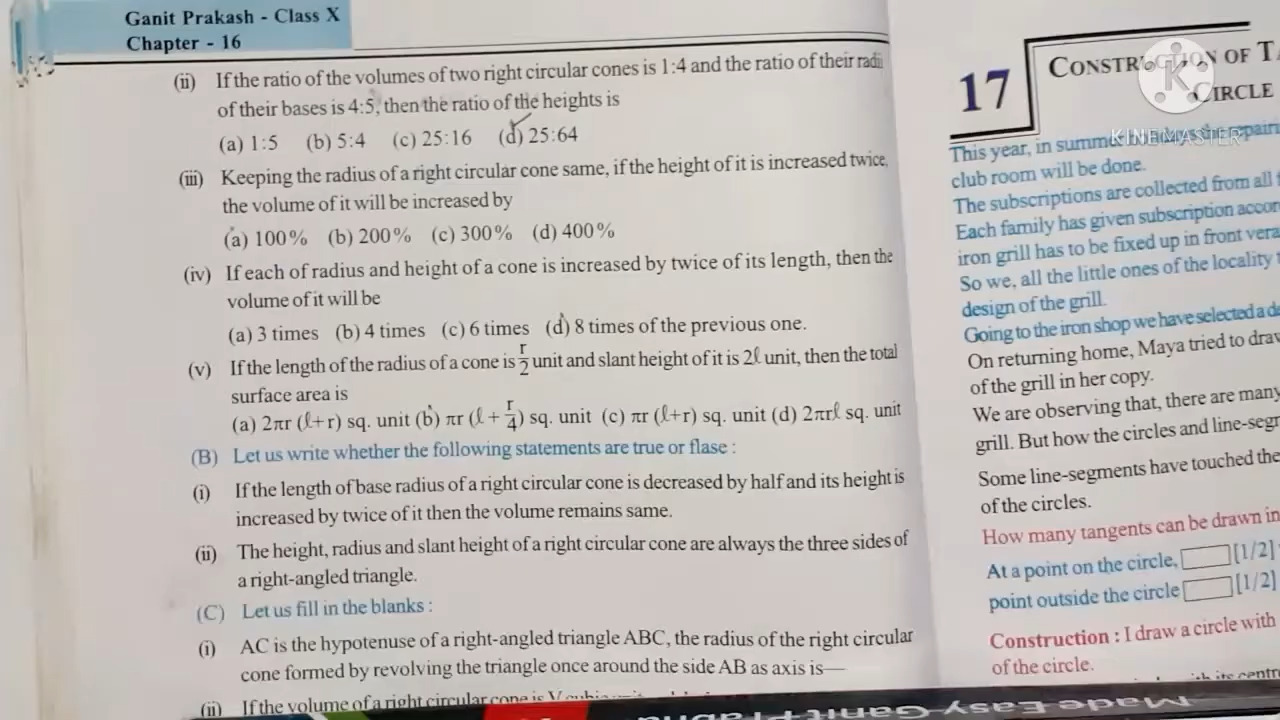 Ganit Prakash - Class X
Chapter - 16
(ii) If the ratio of the volumes of two right circular cones is 1:4 and the ratio of their radii
of their bases is 4:5, then the ratio of the heights is
(a) 1:5 (b) 5:4 (c) 25:16 (d) 25:64
(iii) Keeping the radius of a right circular cone same, if the height of it is increased twice,
the volume of it will be increased by
(a) 100% (b) 200% (c) 300% (d) 400%
(iv) If each of radius and height of a cone is increased by twice of its length, then the
volume of it will be
(a) 3 times (b) 4 times (c) 6 times (d) 8 times of the previous one.
(v) If the length of the radius of a cone is r/2 unit and slant height of it is 2ℓ unit, then the total
surface area is
(a) 2πr (ℓ+r) sq. unit (b) πr (ℓ + r/4) sq. unit (c) πr (ℓ+r) sq. unit (d) 2πrℓ sq. unit
(B) Let us write whether the following statements are true or flase :
(i) If the length of base radius of a right circular cone is decreased by half and its height is
increased by twice of it then the volume remains same.
(ii) The height, radius and slant height of a right circular cone are always the three sides of
a right-angled triangle.
(C) Let us fill in the blanks :
(i) AC is the hypotenuse of a right-angled triangle ABC, the radius of the right circular
cone formed by revolving the triangle once around the side AB as axis is—
(ii) If the volume of a right circular cone is V
17
OF
CIRCLE
K
KINEMASTER
This year, in
club room will be done.
The subscriptions are collected from all
Each family has given subscription
iron grill has to be fixed up in front
So we, all the little ones of the locality
design of the grill.
Going to the iron shop we have selected a
On returning home, Maya tried to
of the grill in her copy.
We are observing that, there are many
grill. But how the circles and
Some line-segments have touched the
of the circles.
How many tangents can be drawn in
At a point on the circle, [1/2]
point outside the circle [1/2]
Construction : I draw a circle with
of the circle.
Made Easy Ganit